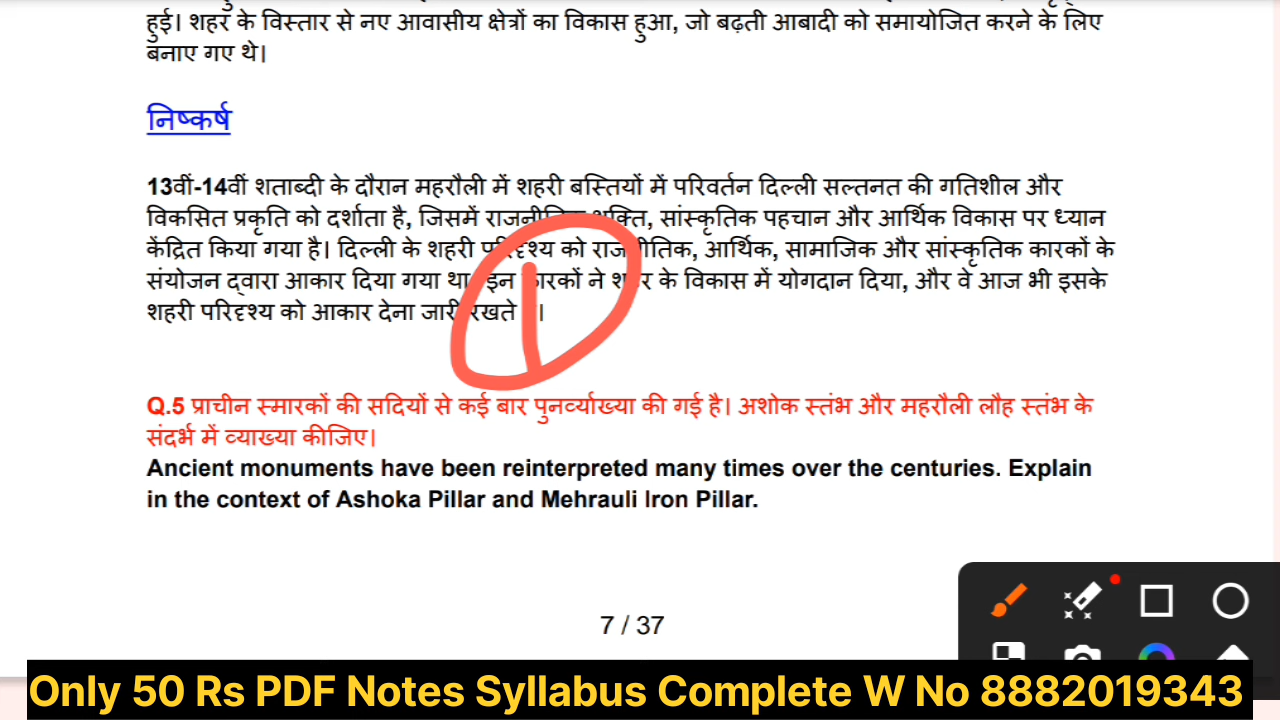 हुई। शहर के विस्तार से नए आवासीय क्षेत्रों का विकास हुआ, जो बढ़ती आबादी को समायोजित करने के लिए
बनाए गए थे।
निष्कर्ष
13वीं-14वीं शताब्दी के दौरान महरौली में शहरी बस्तियों में परिवर्तन दिल्ली सल्तनत की गतिशील और
विकसित प्रकृति को दर्शाता है, जिसमें राजनीतिक शक्ति, सांस्कृतिक पहचान और आर्थिक विकास पर ध्यान
केंद्रित किया गया है। दिल्ली के शहरी परिदृश्य को राजनीतिक, आर्थिक, सामाजिक और सांस्कृतिक कारकों के
संयोजन द्वारा आकार दिया गया था। इन कारकों ने शहर के विकास में योगदान दिया, और वे आज भी इसके
शहरी परिदृश्य को आकार देना जारी रखते ।
Q.5 प्राचीन स्मारकों की सदियों से कई बार पुनर्व्याख्या की गई है। अशोक स्तंभ और महरौली लौह स्तंभ के
संदर्भ में व्याख्या कीजिए।
Ancient monuments have been reinterpreted many times over the centuries. Explain
in the context of Ashoka Pillar and Mehrauli Iron Pillar.
7 / 37
Only 50 Rs PDF Notes Syllabus Complete W No 8882019343